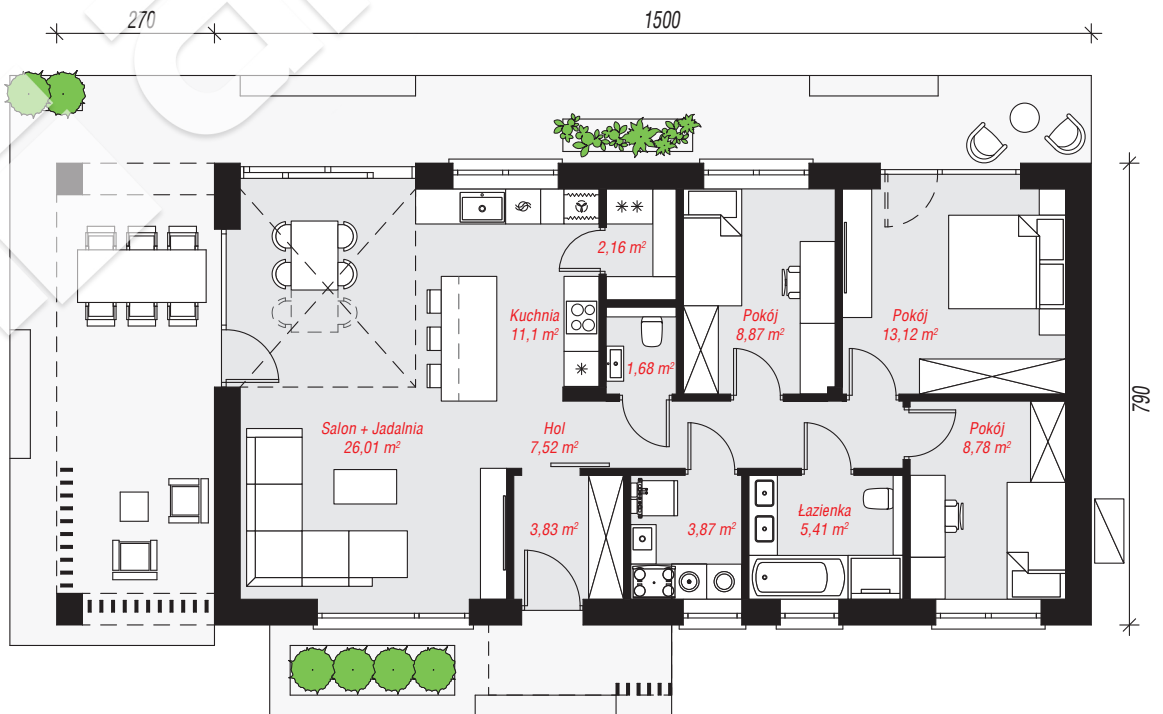 270
1500
2,16 m²
Kuchnia
11,1 m²
Pokój
8,87 m²
Pokój
13,12 m²
790
1,68 m²
Salon + Jadalnia
26,01 m²
Hol
7,52 m²
Pokój
8,78 m²
3,83 m²
3,87 m²
Łazienka
5,41 m²